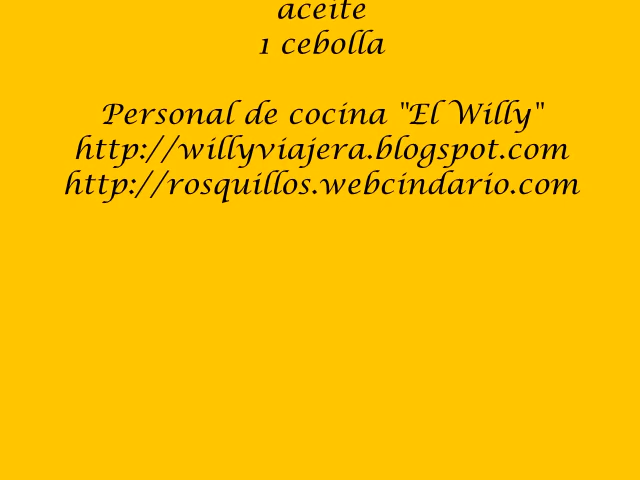 aceite
1 cebolla
Personal de cocina "El Willy"
http://willyviajera.blogspot.com
http://rosquillos.webcindario.com